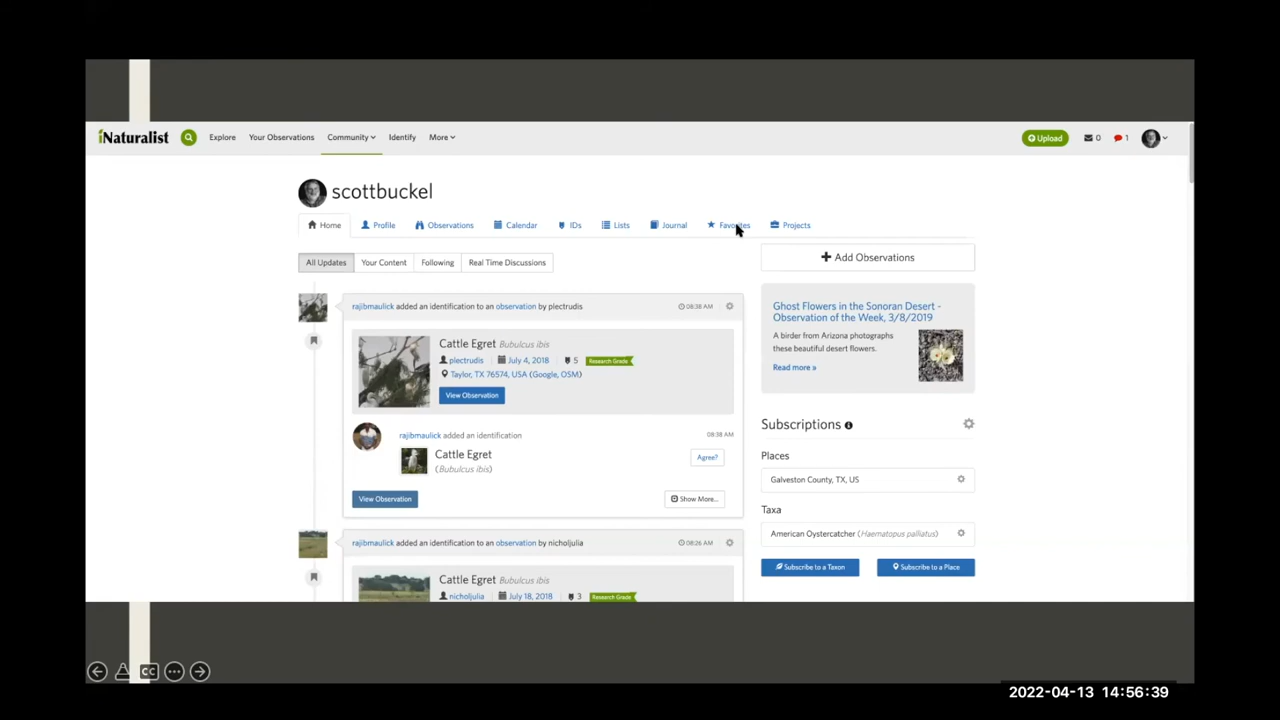 iNaturalist Explore Your Observations Community Identify More Upload 0 1
scottbuckel
Home Profile Observations Calendar IDs Lists Journal Favorites Projects
All Updates Your Content Following Real Time Discussions
+ Add Observations
rajibmaulick added an identification to an observation by plectrudis 08:38 AM
Cattle Egret Bubulcus ibis
plectrudis July 4, 2018 5 Research Grade
Taylor, TX 76574, USA (Google, OSM)
View Observation
rajibmaulick added an identification 08:38 AM
Cattle Egret
(Bubulcus ibis)
Agree?
View Observation Show More...
rajibmaulick added an identification to an observation by nicholjulia 08:26 AM
Cattle Egret Bubulcus ibis
nicholjulia July 18, 2018 3 Research Grade
Ghost Flowers in the Sonoran Desert -
Observation of the Week, 3/8/2019
A birder from Arizona photographs
these beautiful desert flowers.
Read more »
Subscriptions
Places
Galveston County, TX, US
Taxa
American Oystercatcher (Haematopus palliatus)
Subscribe to a Taxon Subscribe to a Place
CC
2022-04-13 14:56:39